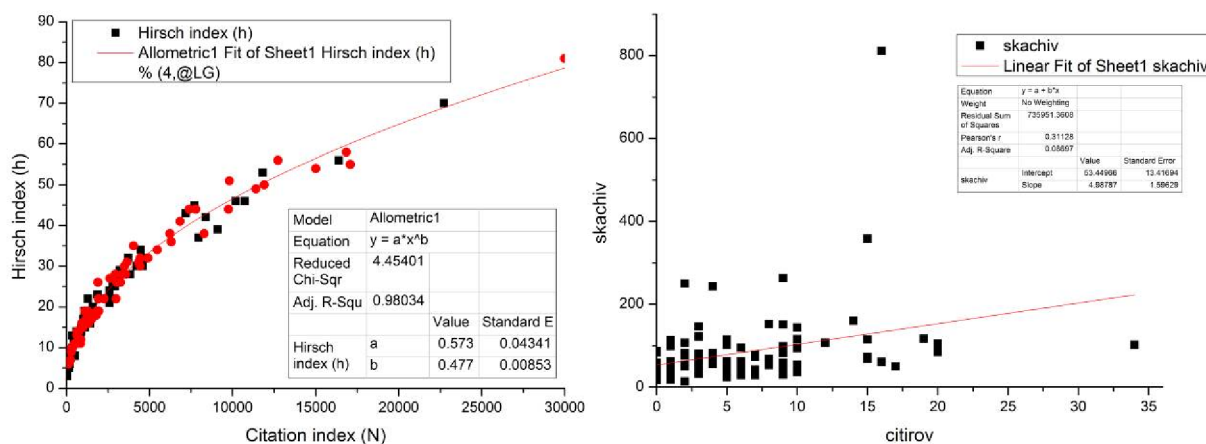 Hirsch index (h)
Allometric1 Fit of Sheet1 Hirsch index (h)
% (4,@LG)
90
80
70
60
50
40
30
20
10
0
Hirsch index (h)
Model Allometric1
Equation y = a*x^b
Reduced Chi-Sqr 4.45401
Adj. R-Squ 0.98034
Value Standard E
Hirsch index (h) a 0.573 0.04341
b 0.477 0.00853
0 5000 10000 15000 20000 25000 30000
Citation index (N)
skachiv
Linear Fit of Sheet1 skachiv
Equation y = a + b*x
Weight No Weighting
Residual Sum of Squares 735951.3608
Pearson's r 0.31128
Adj. R-Square 0.08697
Value Standard Error
skachiv Intercept 53.44966 13.41694
Slope 4.98787 1.59629
800
600
400
200
0
skachiv
0 5 10 15 20 25 30 35
citirov